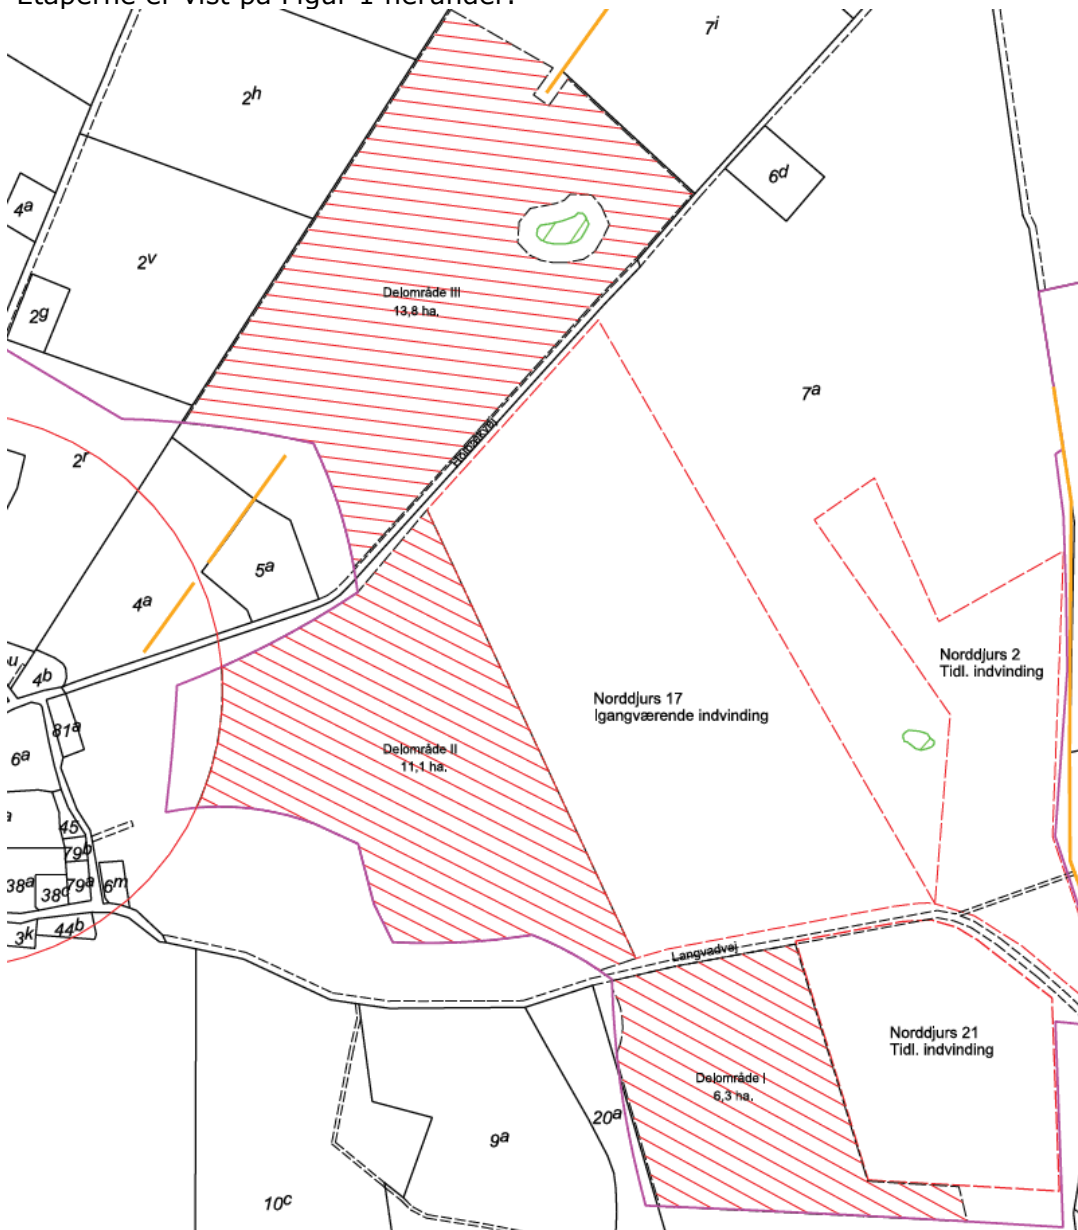 Etaperne er vist på Figur 1 herunder.
7i
2h
6d
4a
2v
2g
Delområde III
13,8 ha.
7a
2r
Holbækvej
5a
4a
Norddjurs 2
Tidl. indvinding
u
4b
Norddjurs 17
Igangværende indvinding
81a
6a
Delområde II
11,1 ha.
a
45
79b
38a
38c
79a
6m
3k
44b
Langvadvej
Norddjurs 21
Tidl. indvinding
Delområde I
6,3 ha.
20a
9a
10c